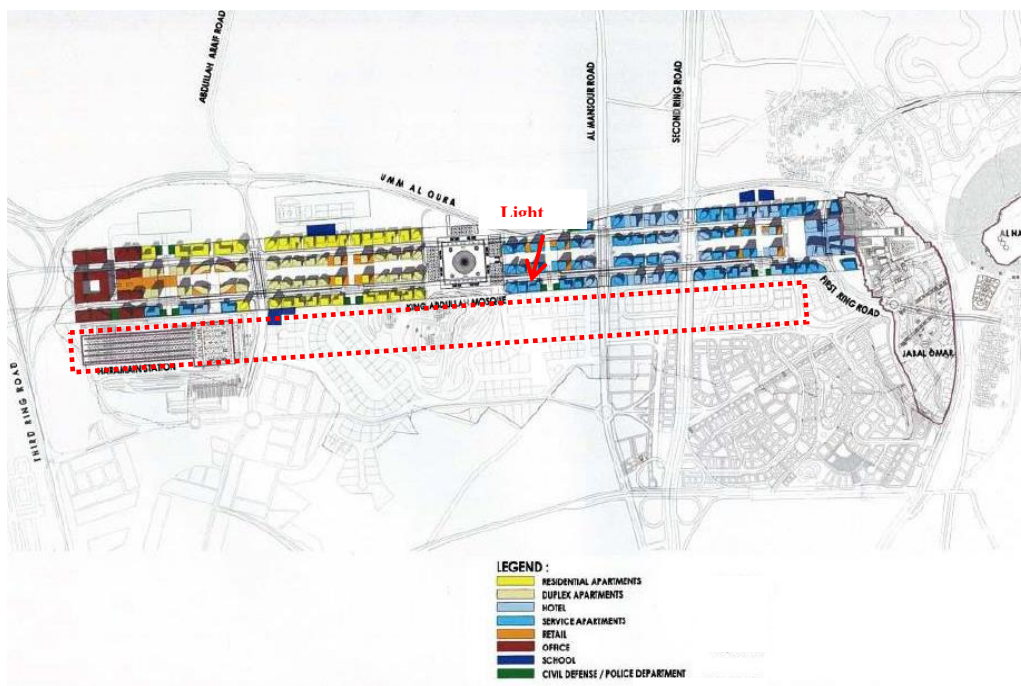 ABDULLAH ARAIF ROAD
AL MANSOUR ROAD
SECOND RING ROAD
UMM AL QURA
Light
KING ABDULLAH MOSQUE
FIRST RING ROAD
JABAL OMAR
HARAMAIN STATION
THIRD RING ROAD
LEGEND :
RESIDENTIAL APARTMENTS
DUPLEX APARTMENTS
HOTEL
SERVICE APARTMENTS
RETAIL
OFFICE
SCHOOL
CIVIL DEFENSE / POLICE DEPARTMENT